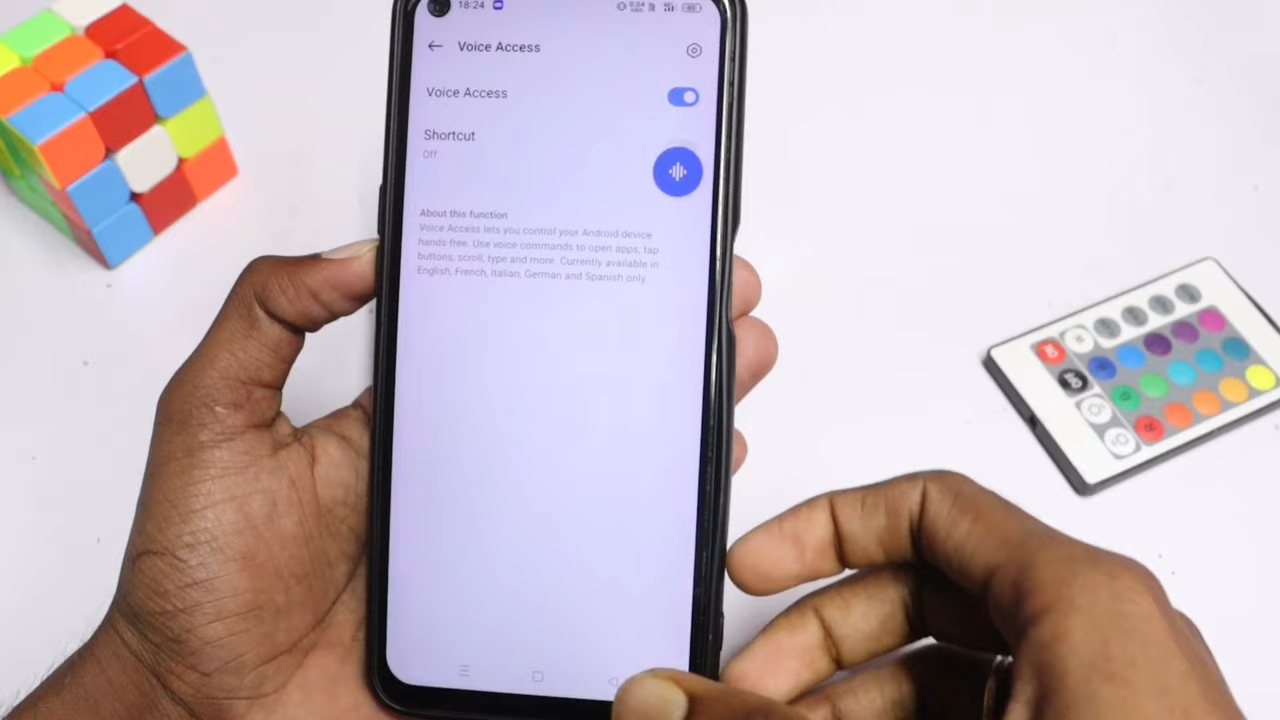 18:24
Voice Access
Voice Access
Shortcut
Off
About this function
Voice Access lets you control your Android device
hands-free. Use voice commands to open apps, tap
buttons, scroll, type and more. Currently available in
English, French, Italian, German and Spanish only.